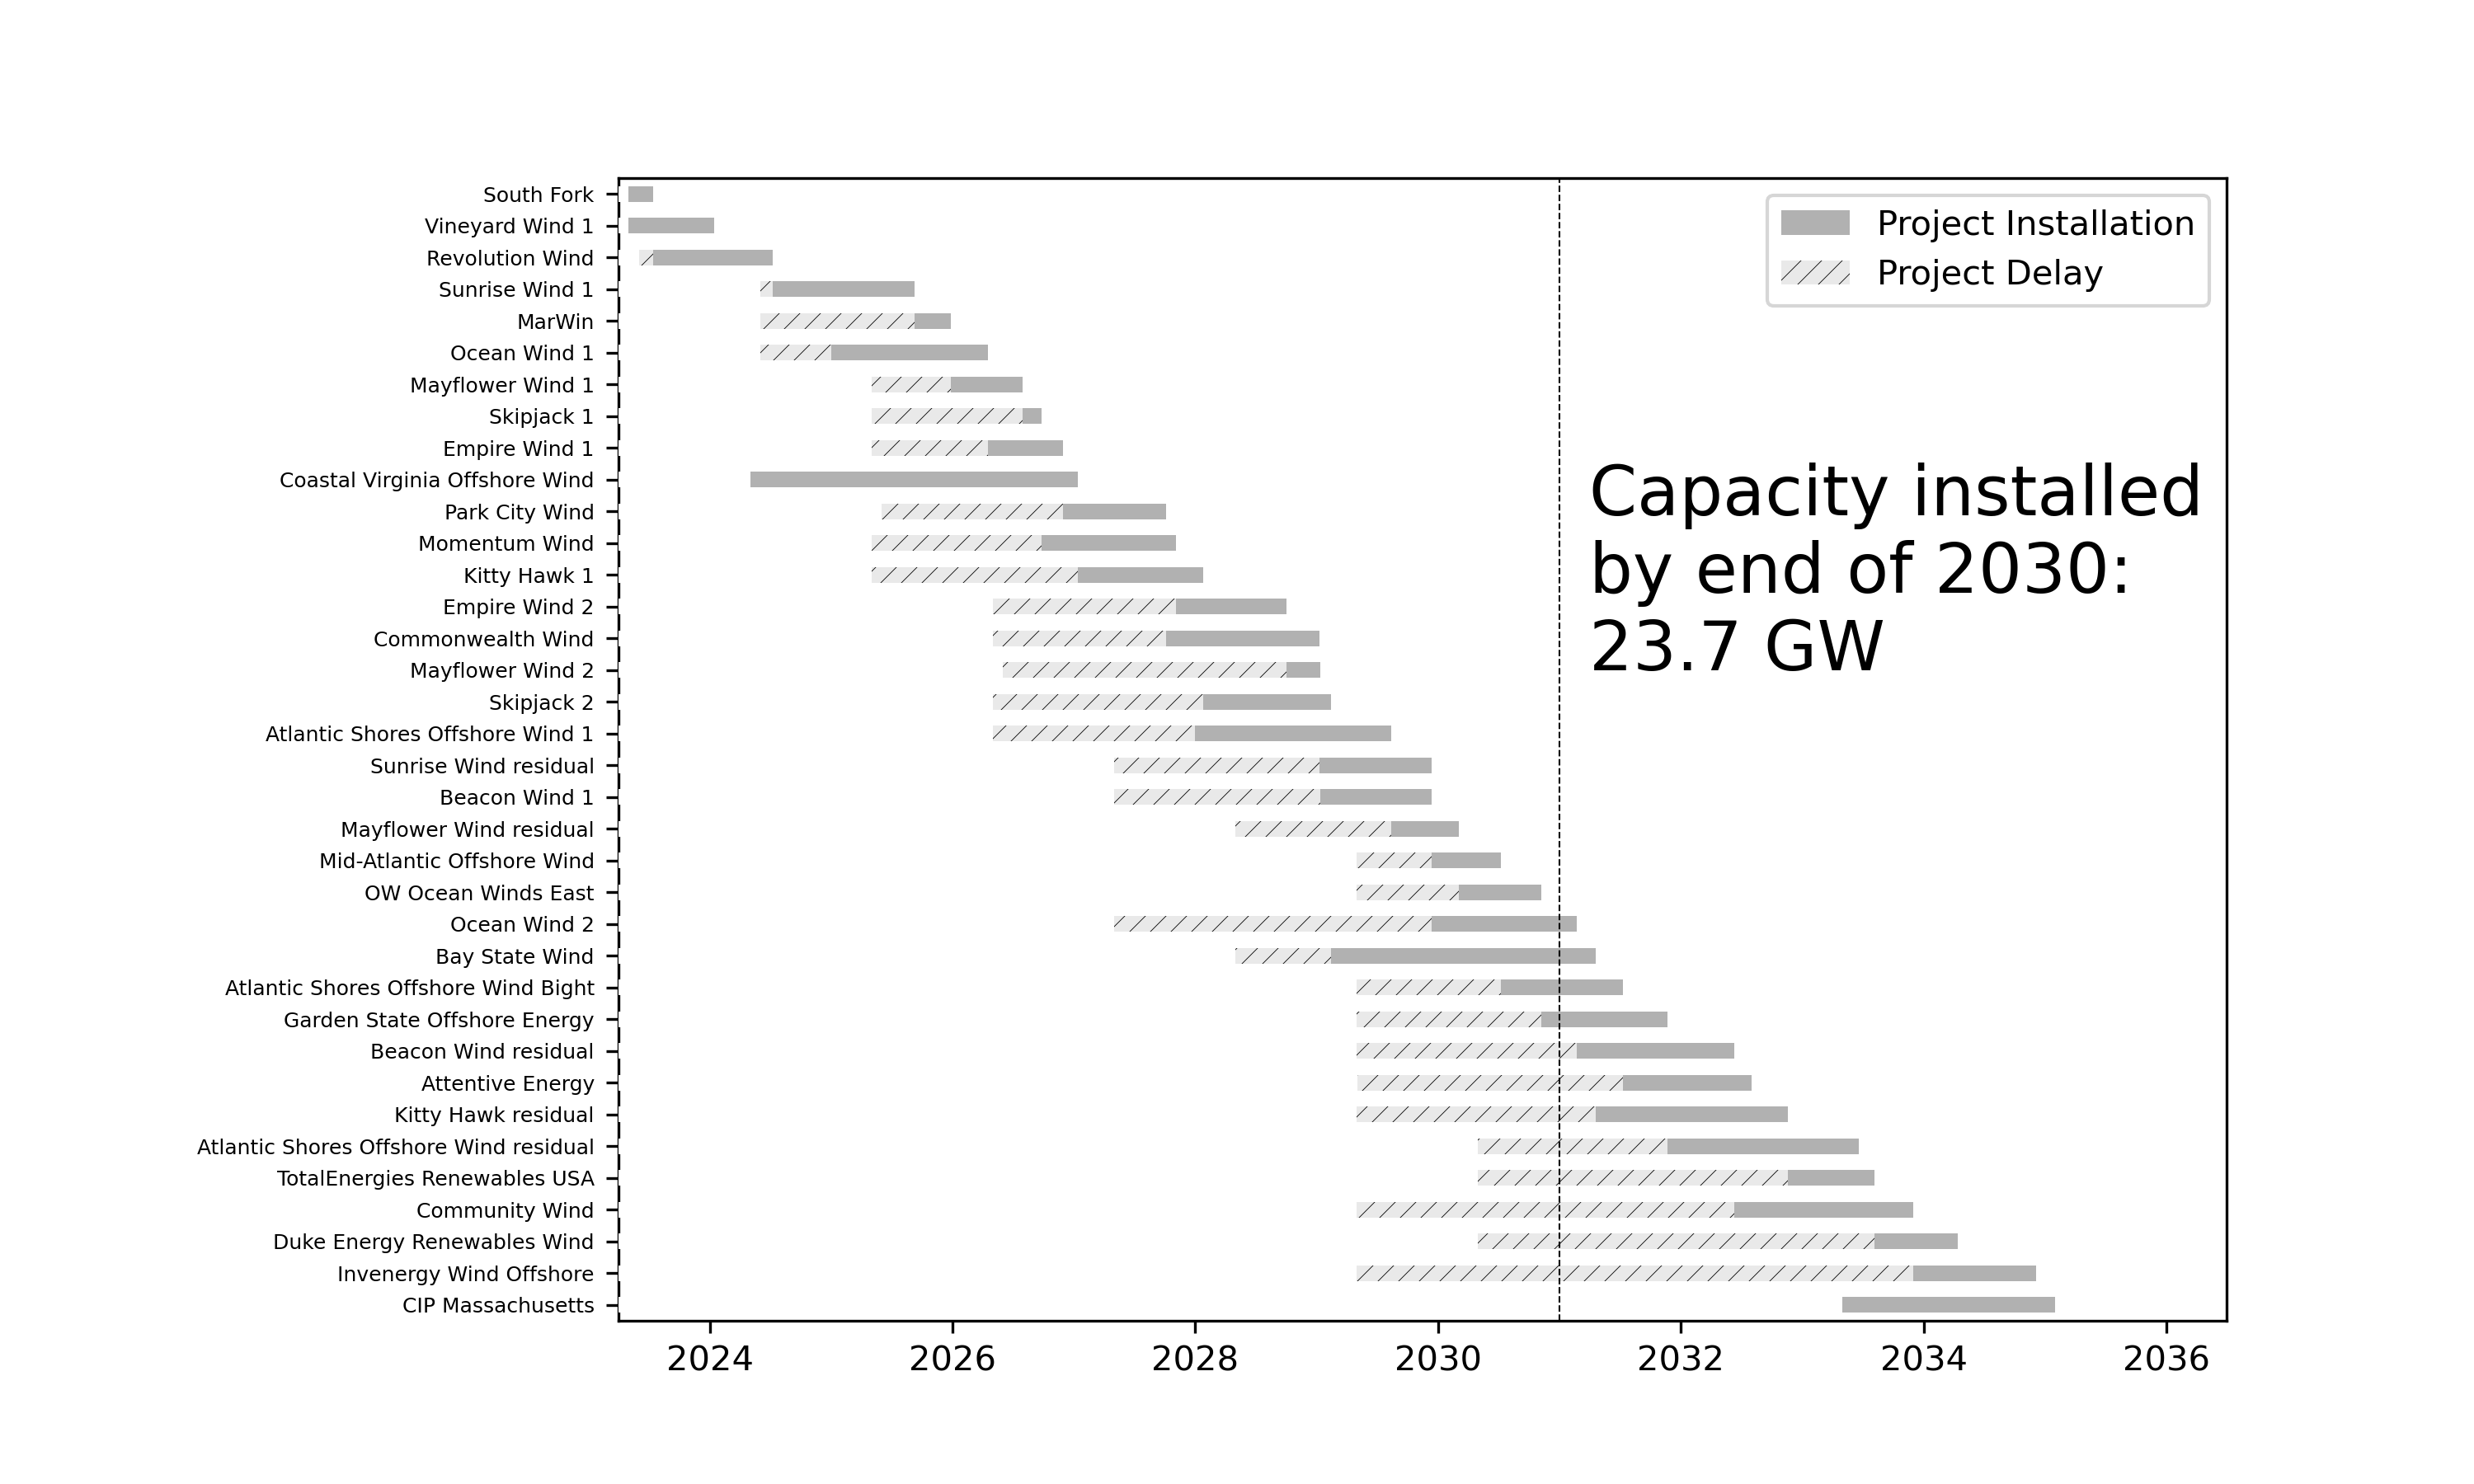 South Fork
Vineyard Wind 1
Revolution Wind
Sunrise Wind 1
MarWin
Ocean Wind 1
Mayflower Wind 1
Skipjack 1
Empire Wind 1
Coastal Virginia Offshore Wind
Park City Wind
Momentum Wind
Kitty Hawk 1
Empire Wind 2
Commonwealth Wind
Mayflower Wind 2
Skipjack 2
Atlantic Shores Offshore Wind 1
Sunrise Wind residual
Beacon Wind 1
Mayflower Wind residual
Mid-Atlantic Offshore Wind
OW Ocean Winds East
Ocean Wind 2
Bay State Wind
Atlantic Shores Offshore Wind Bight
Garden State Offshore Energy
Beacon Wind residual
Attentive Energy
Kitty Hawk residual
Atlantic Shores Offshore Wind residual
TotalEnergies Renewables USA
Community Wind
Duke Energy Renewables Wind
Invenergy Wind Offshore
CIP Massachusetts
Project Installation
Project Delay
Capacity installed
by end of 2030:
23.7 GW
2024 2026 2028 2030 2032 2034 2036